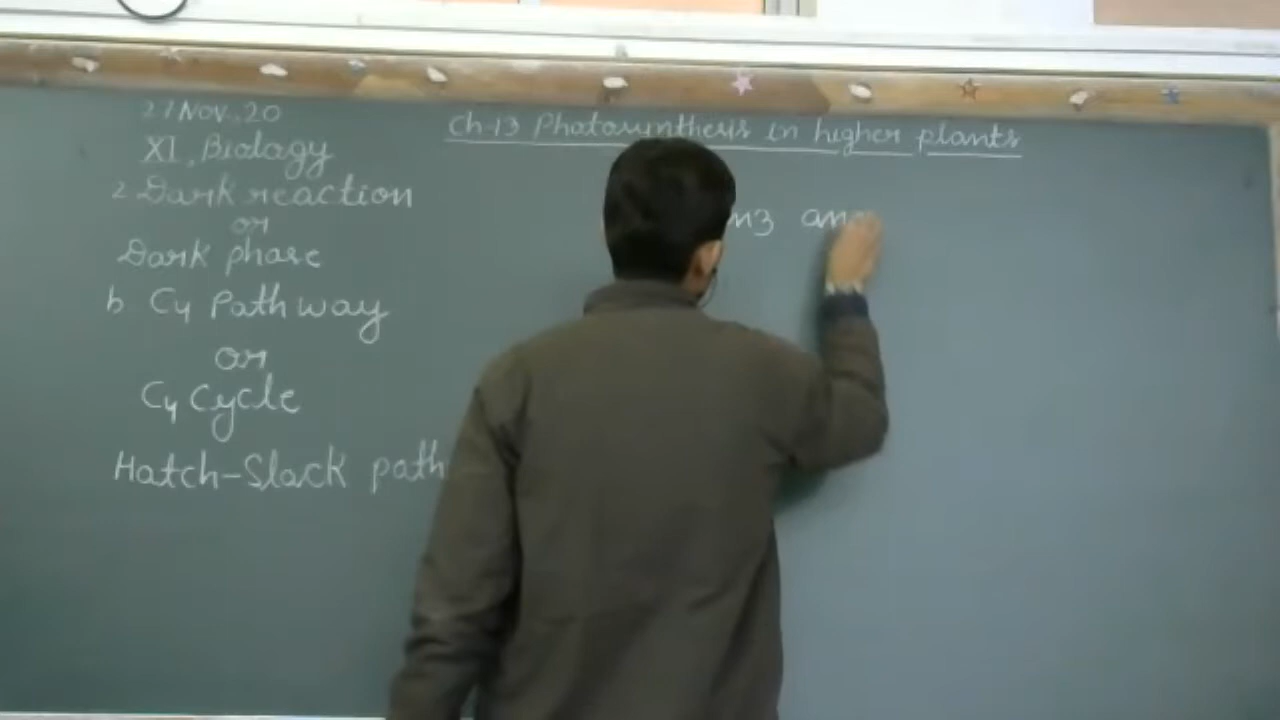 27 Nov. 20
XI, Biology
2 Dark reaction
or
Dark phase
b C4 Pathway
or
C4 Cycle
Hatch-Slack path
Ch-13 Photosynthesis in higher plants